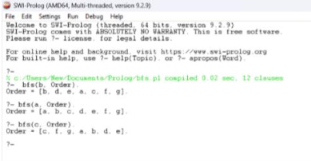 SWI-Prolog (AMD64, Multi-threaded, version 9.2.9)
File Edit Settings Run Debug Help
Welcome to SWI-Prolog (threaded, 64 bits, version 9.2.9)
SWI-Prolog comes with ABSOLUTELY NO WARRANTY. This is free software.
Please run ?- license. for legal details.
For online help and background, visit https://www.swi-prolog.org
For built-in help, use ?- help(Topic). or ?- apropos(Word).
?-
% c:/Users/ Documents/Prolog/bfs.pl compiled 0.02 sec, 12 clauses
?- bfs(b, Order).
Order = [b, d, e, a, c, f, g].
?- bfs(a, Order).
Order = [a, b, c, d, e, f, g].
?- bfs(c, Order).
Order = [c, f, g, a, b, d, e].
?-